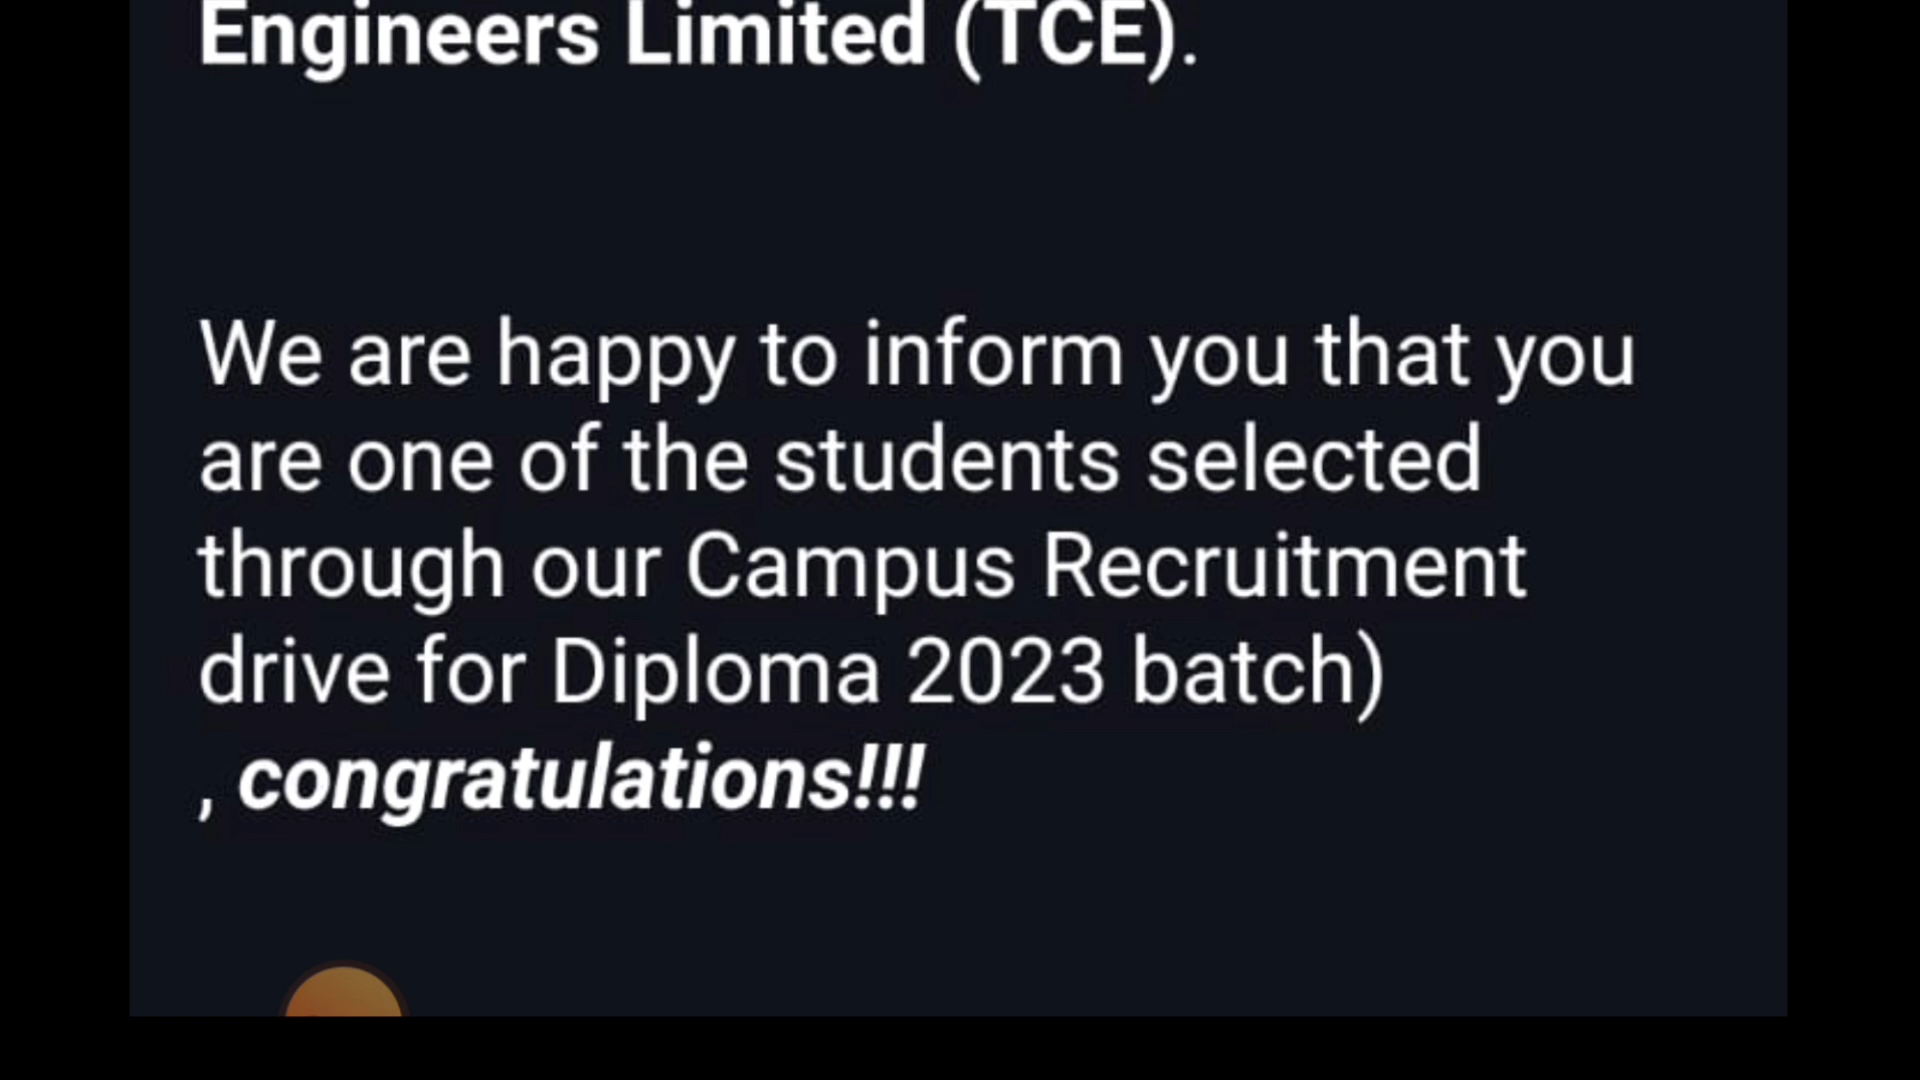 Engineers Limited (TCE).
We are happy to inform you that you
are one of the students selected
through our Campus Recruitment
drive for Diploma 2023 batch)
, congratulations!!!